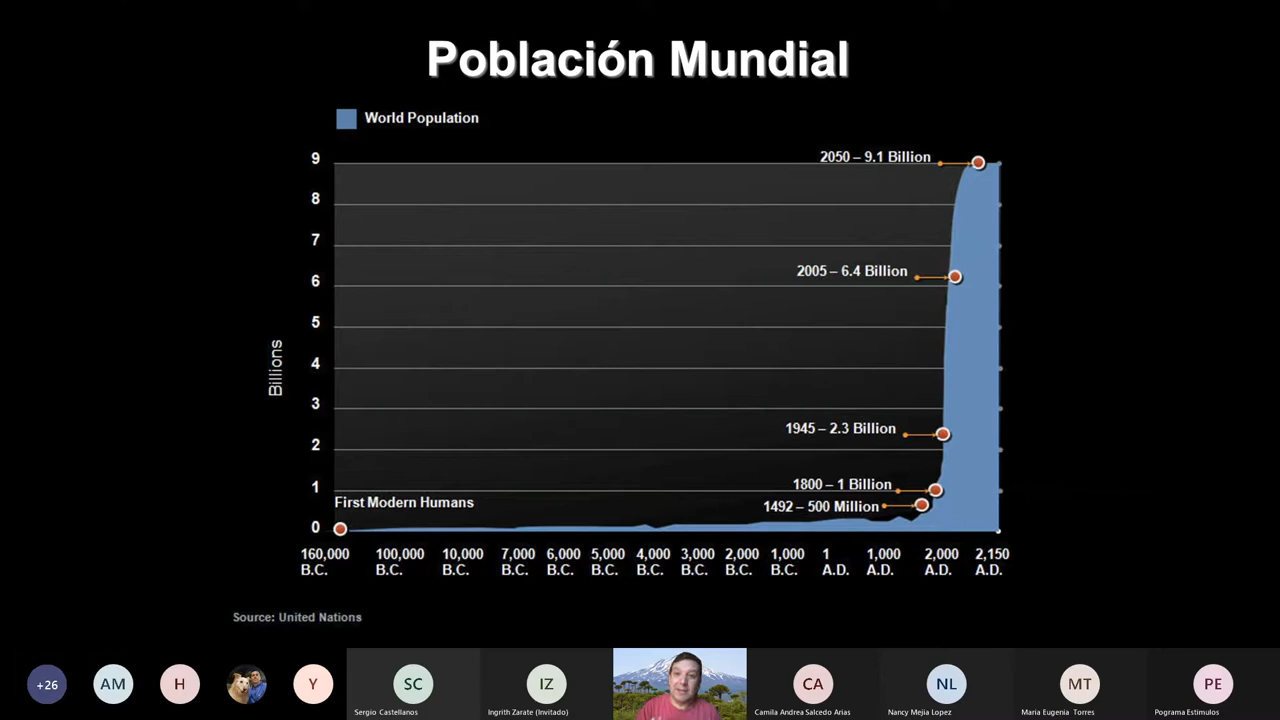 Población Mundial
World Population
9
2050 – 9.1 Billion
8
7
2005 – 6.4 Billion
6
5
Billions
4
3
1945 – 2.3 Billion
2
1800 – 1 Billion
1
First Modern Humans
1492 – 500 Million
0
160,000 B.C.
100,000 B.C.
10,000 B.C.
7,000 B.C.
6,000 B.C.
5,000 B.C.
4,000 B.C.
3,000 B.C.
2,000 B.C.
1,000 B.C.
1 A.D.
1,000 A.D.
2,000 A.D.
2,150 A.D.
Source: United Nations
+26
AM
H
Y
SC
Sergio Castellanos
IZ
Ingrith Zarate (Invitado)
CA
Camila Andrea Salcedo Arias
NL
Nancy Mejia Lopez
MT
Maria Eugenia Torres
PE
Pograma Estimulos